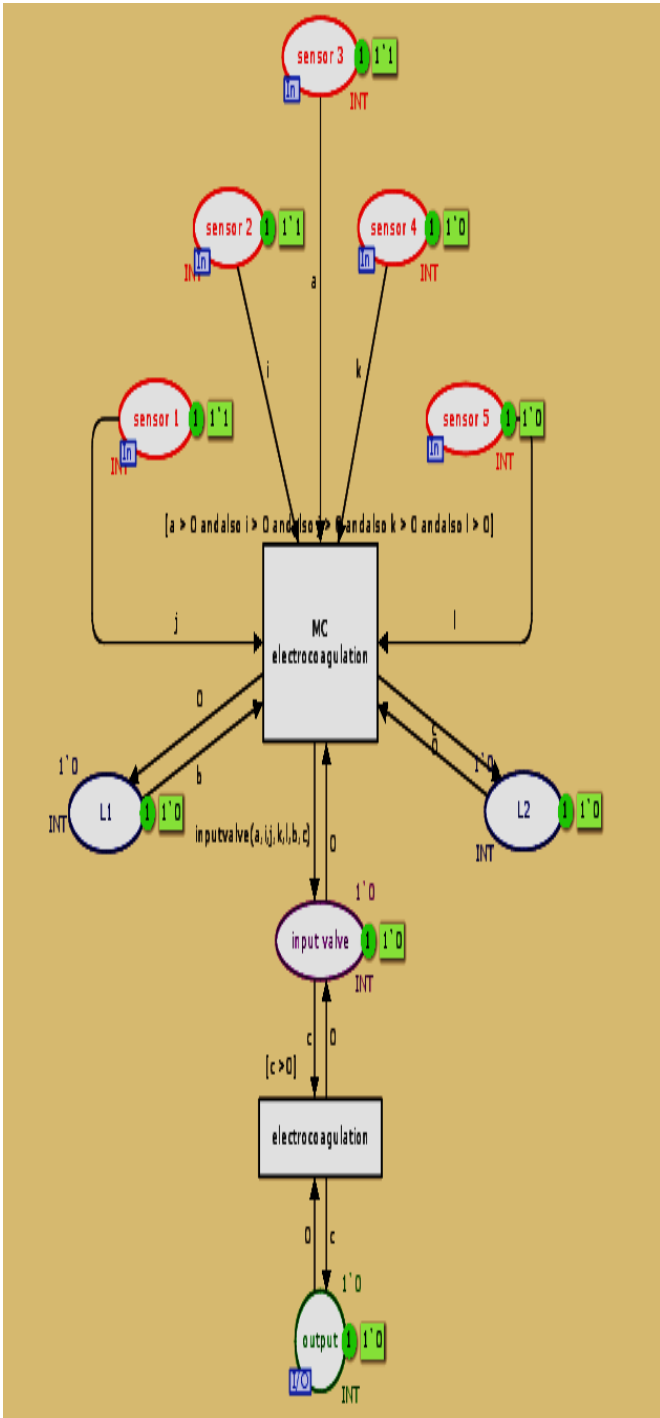 sensor 3
1
1`1
In
INT
sensor 2
1
1`1
In
INT
sensor 4
1
1`0
In
INT
a
i
k
sensor 1
1
1`1
In
INT
sensor 5
1
1`0
In
INT
[a > 0 andalso i > 0 andalso j > 0 andalso k > 0 andalso l > 0]
MC
electrocoagulation
j
l
0
b
c
0
1`0
L1
1
1`0
INT
1`0
L2
1
1`0
INT
inputvalve(a,i,j,k,l,b,c)
0
1`0
input valve
1
1`0
INT
c
0
[c >0]
electrocoagulation
0
c
1`0
output
1
1`0
I/O
INT